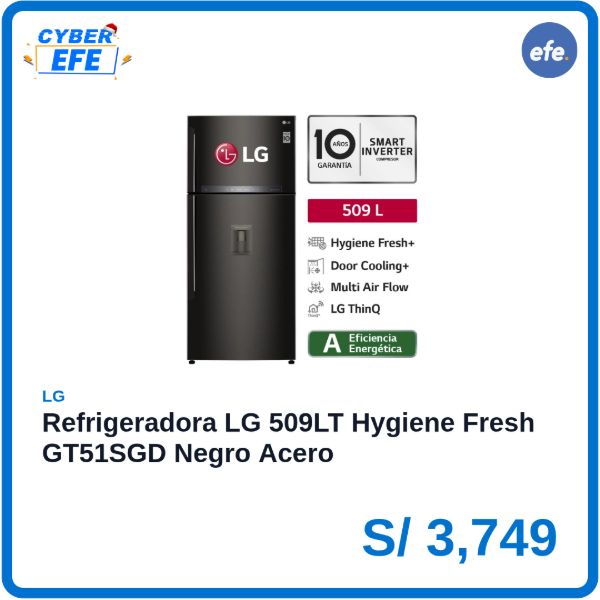 CYBER
EFE
efe.
LG
10 AÑOS
GARANTÍA
SMART
INVERTER
COMPRESOR
509 L
Hygiene Fresh+
Door Cooling+
Multi Air Flow
LG ThinQ
A Eficiencia
Energética
LG
Refrigeradora LG 509LT Hygiene Fresh
GT51SGD Negro Acero
S/ 3,749